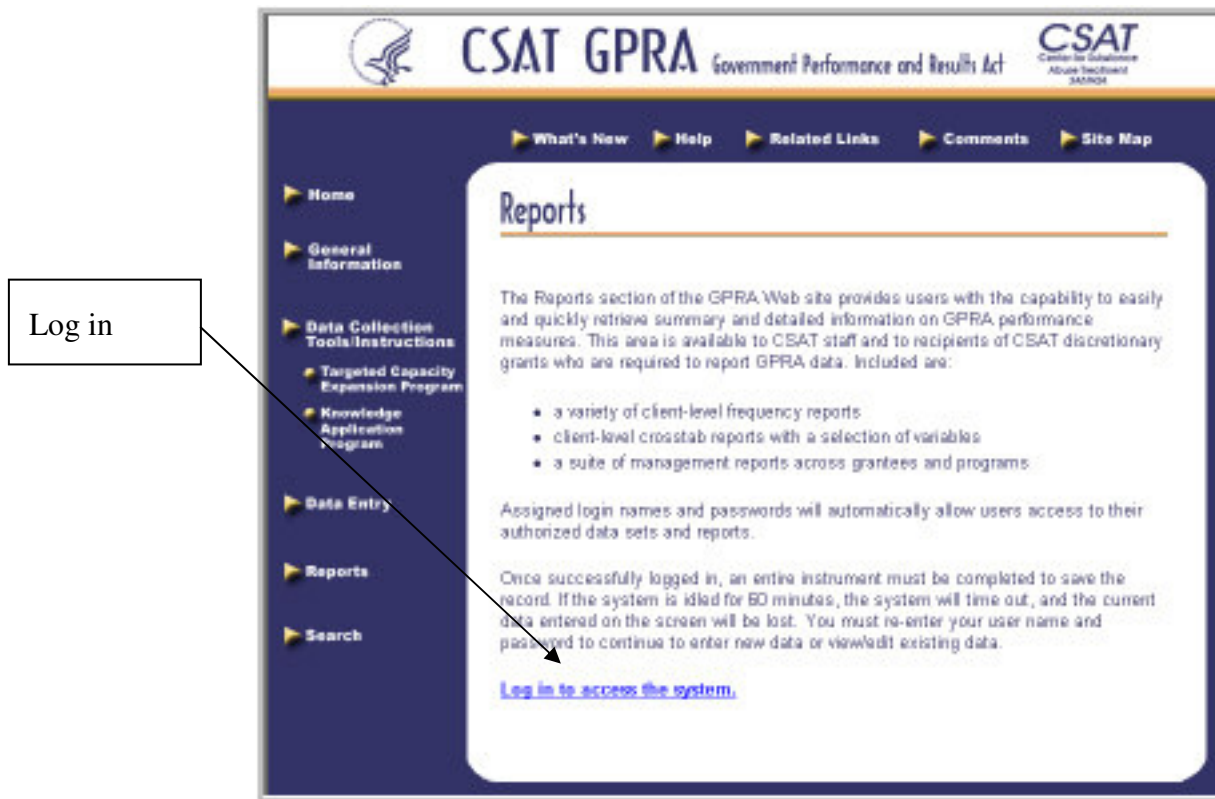 CSAT GPRA Government Performance and Results Act
CSAT
Center for Substance
Abuse Treatment
SAMHSA
What's New Help Related Links Comments Site Map
Home
General
Information
Data Collection
Tools/Instructions
Targeted Capacity
Expansion Program
Knowledge
Application
Program
Data Entry
Reports
Search
Log in
Reports
The Reports section of the GPRA Web site provides users with the capability to easily
and quickly retrieve summary and detailed information on GPRA performance
measures. This area is available to CSAT staff and to recipients of CSAT discretionary
grants who are required to report GPRA data. Included are:
• a variety of client-level frequency reports
• client-level crosstab reports with a selection of variables
• a suite of management reports across grantees and programs
Assigned login names and passwords will automatically allow users access to their
authorized data sets and reports.
Once successfully logged in, an entire instrument must be completed to save the
record. If the system is idled for 60 minutes, the system will time out, and the current
data entered on the screen will be lost. You must re-enter your user name and
password to continue to enter new data or view/edit existing data.
Log in to access the system.